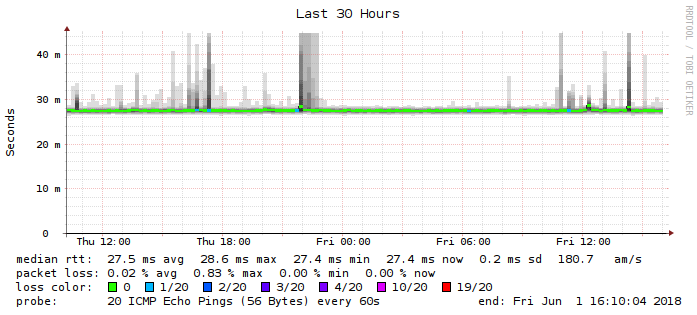 Last 30 Hours
RRDTOOL / TOBI OETIKER
Seconds
40 m
30 m
20 m
10 m
0
Thu 12:00 Thu 18:00 Fri 00:00 Fri 06:00 Fri 12:00
median rtt: 27.5 ms avg 28.6 ms max 27.4 ms min 27.4 ms now 0.2 ms sd 180.7 am/s
packet loss: 0.02 % avg 0.83 % max 0.00 % min 0.00 % now
loss color: 0 1/20 2/20 3/20 4/20 10/20 19/20
probe: 20 ICMP Echo Pings (56 Bytes) every 60s end: Fri Jun 1 16:10:04 2018